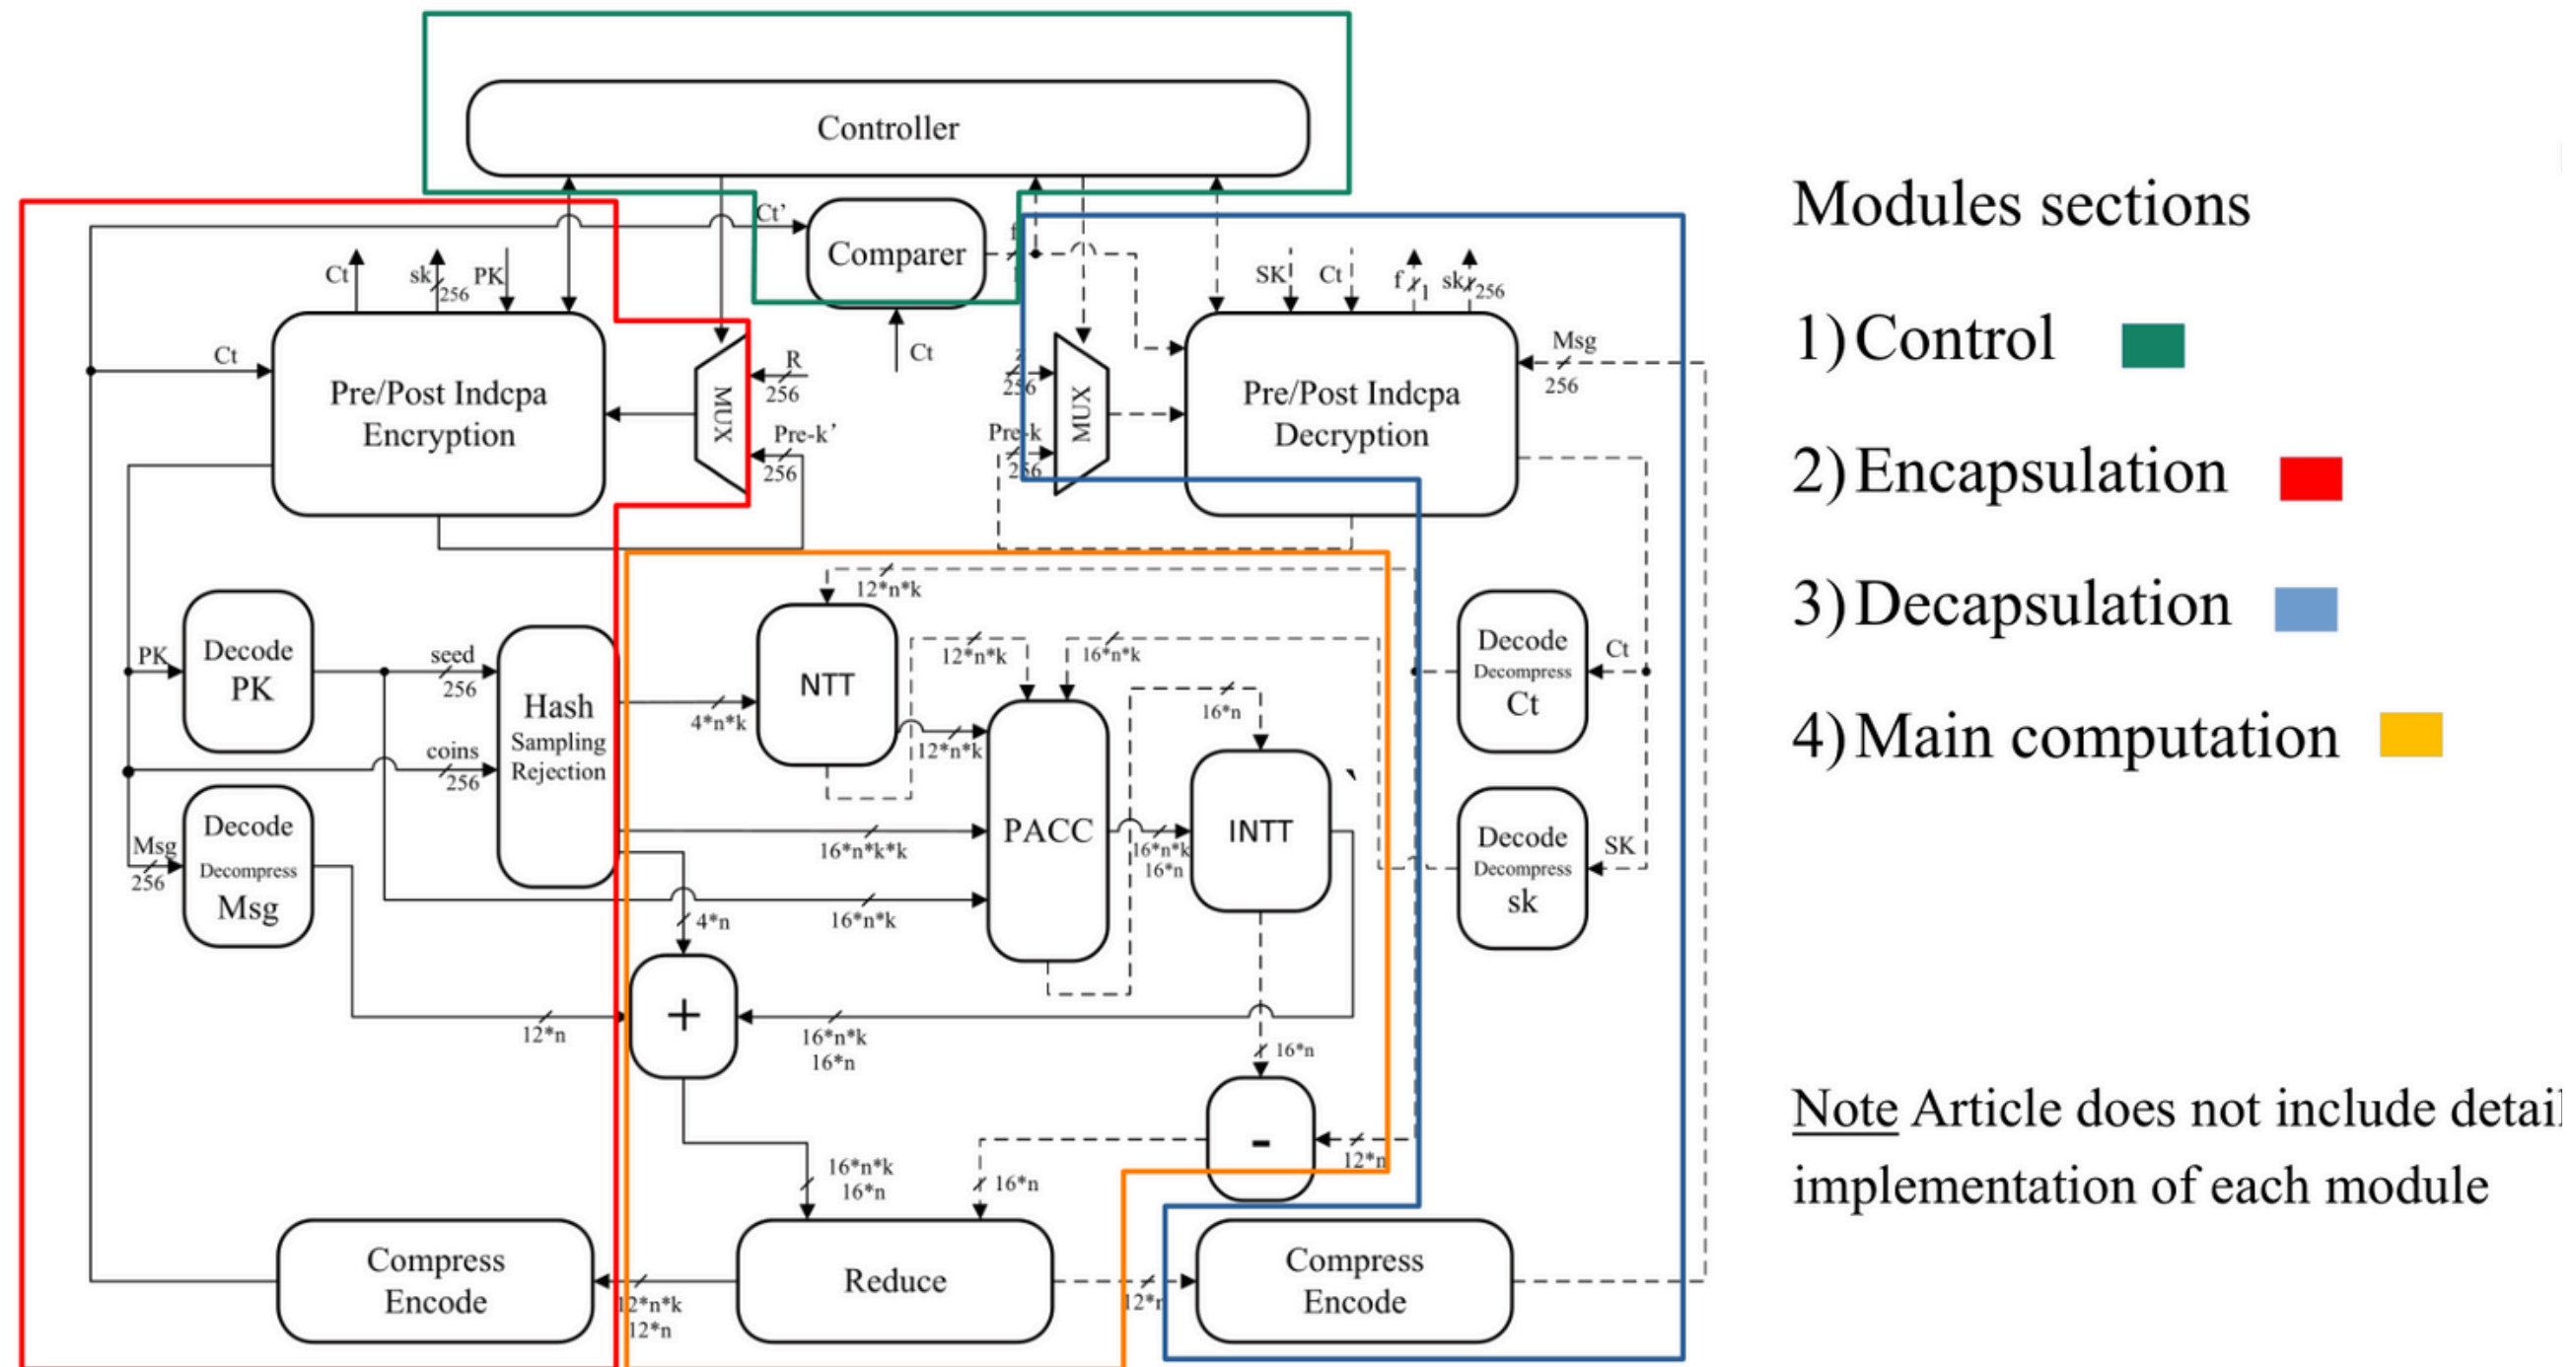 Controller
Ct’
Comparer
f
Ct
sk
256
PK
SK
Ct
f
1
sk
256
Ct
Pre/Post Indcpa
Encryption
MUX
R
256
Pre-k’
256
Ct
z
256
Pre-k
256
MUX
Pre/Post Indcpa
Decryption
Msg
256
12*n*k
PK
Decode
PK
seed
256
coins
256
Hash
Sampling
Rejection
4*n*k
NTT
12*n*k
12*n*k
16*n*k
16*n
Decode
Decompress
Ct
Ct
Msg
256
Decode
Decompress
Msg
16*n*k*k
16*n*k
PACC
16*n*k
16*n
INTT
Decode
Decompress
sk
SK
4*n
+
12*n
16*n*k
16*n
16*n
-
12*n
16*n*k
16*n
16*n
Compress
Encode
12*n*k
12*n
Reduce
12*n
Compress
Encode
Modules sections
1) Control
2) Encapsulation
3) Decapsulation
4) Main computation
Note Article does not include detail
implementation of each module